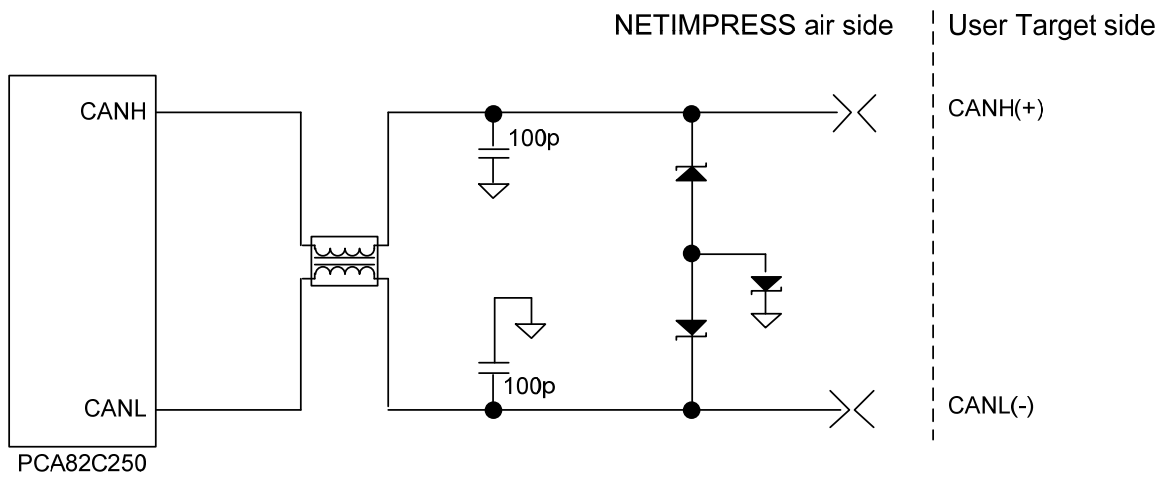 NETIMPRESS air side
User Target side
CANH
CANH(+)
100p
100p
CANL
CANL(-)
PCA82C250